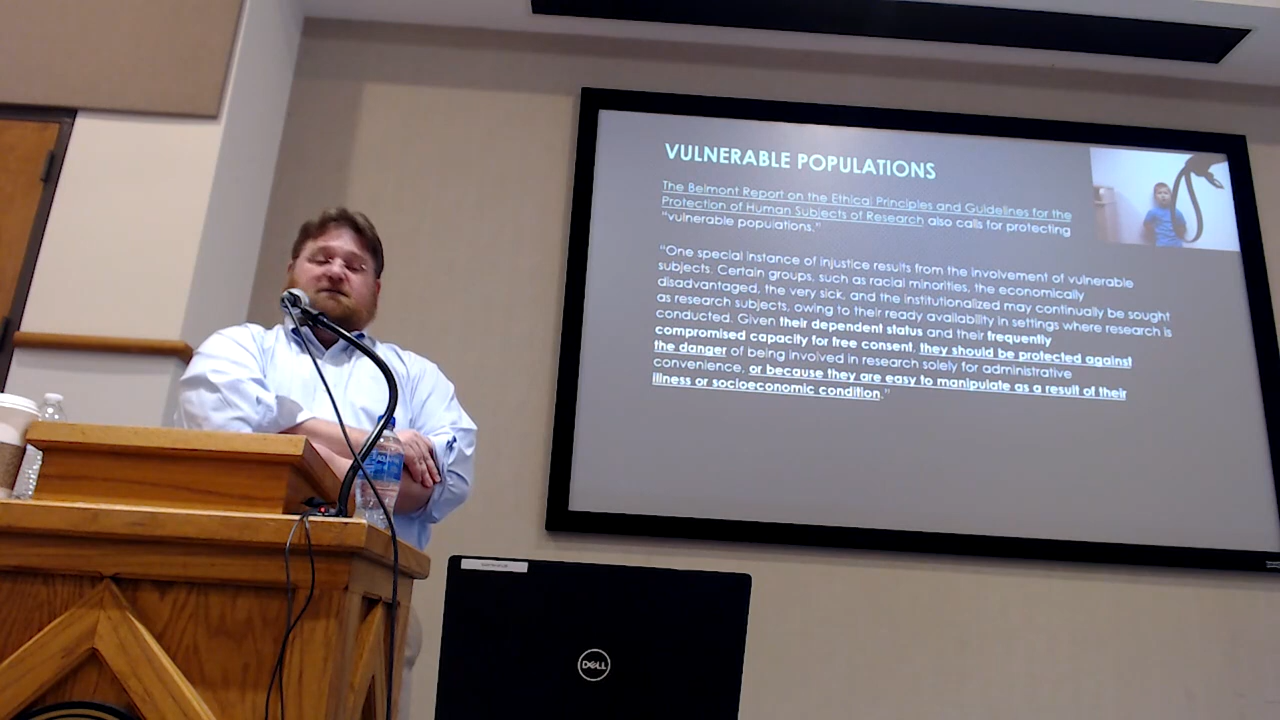 VULNERABLE POPULATIONS
The Belmont Report on the Ethical Principles and Guidelines for the
Protection of Human Subjects of Research also calls for protecting
“vulnerable populations.”
“One special instance of injustice results from the involvement of vulnerable
subjects. Certain groups, such as racial minorities, the economically
disadvantaged, the very sick, and the institutionalized may continually be sought
as research subjects, owing to their ready availability in settings where research is
conducted. Given their dependent status and their frequently
compromised capacity for free consent, they should be protected against
the danger of being involved in research solely for administrative
convenience, or because they are easy to manipulate as a result of their
illness or socioeconomic condition.”
DELL